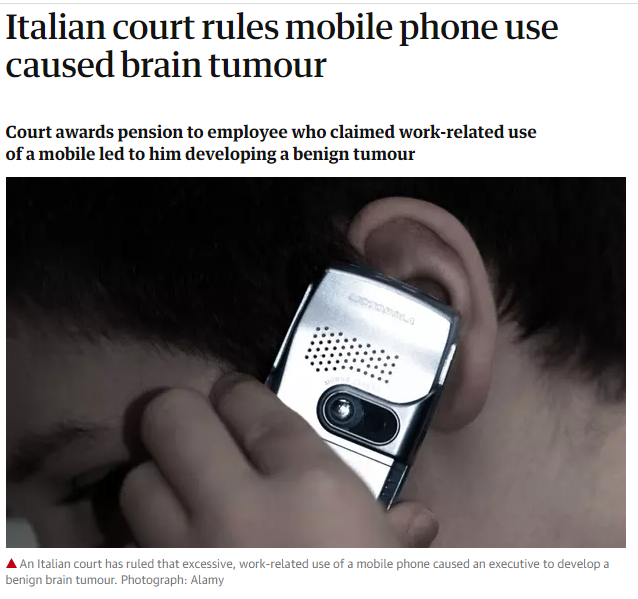 Italian court rules mobile phone use
caused brain tumour
Court awards pension to employee who claimed work-related use
of a mobile led to him developing a benign tumour
MOTOROLA
▲ An Italian court has ruled that excessive, work-related use of a mobile phone caused an executive to develop a
benign brain tumour. Photograph: Alamy